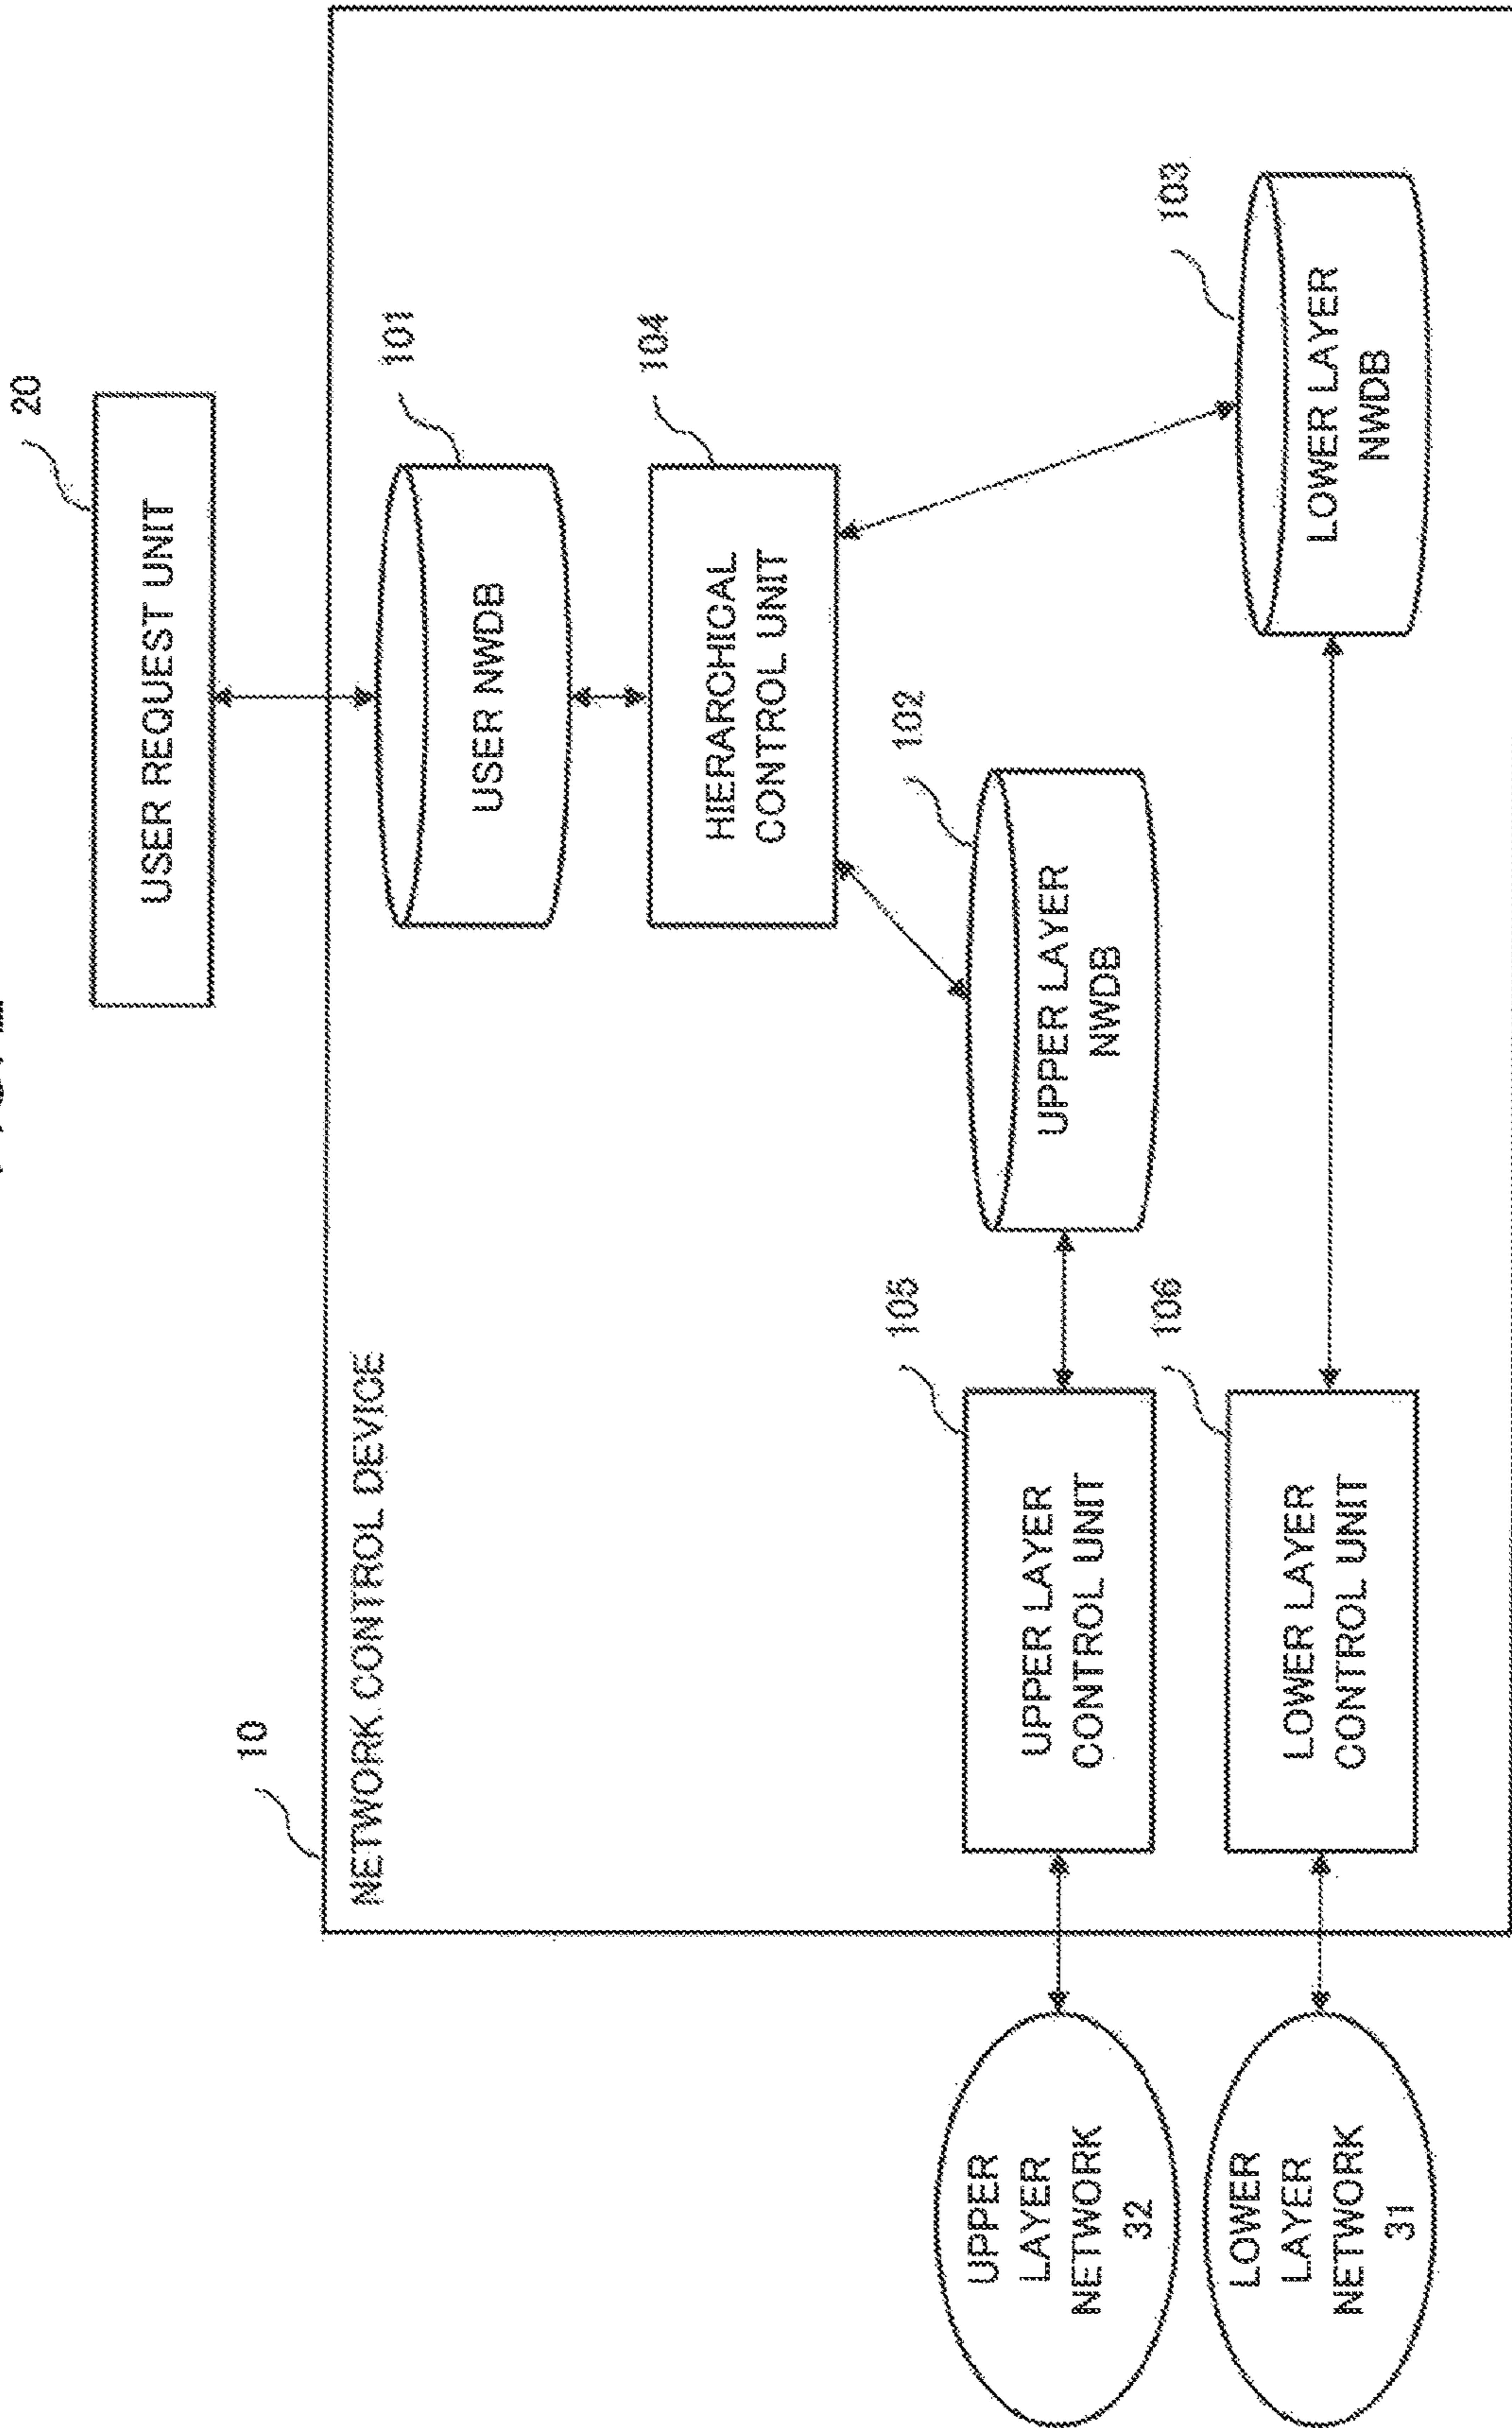 20
USER REQUEST UNIT
10
NETWORK CONTROL DEVICE
101
USER NWDB
104
HIERARCHICAL
CONTROL UNIT
105
UPPER LAYER
CONTROL UNIT
102
UPPER LAYER
NWDB
103
LOWER LAYER
NWDB
106
LOWER LAYER
CONTROL UNIT
UPPER
LAYER
NETWORK
32
LOWER
LAYER
NETWORK
31